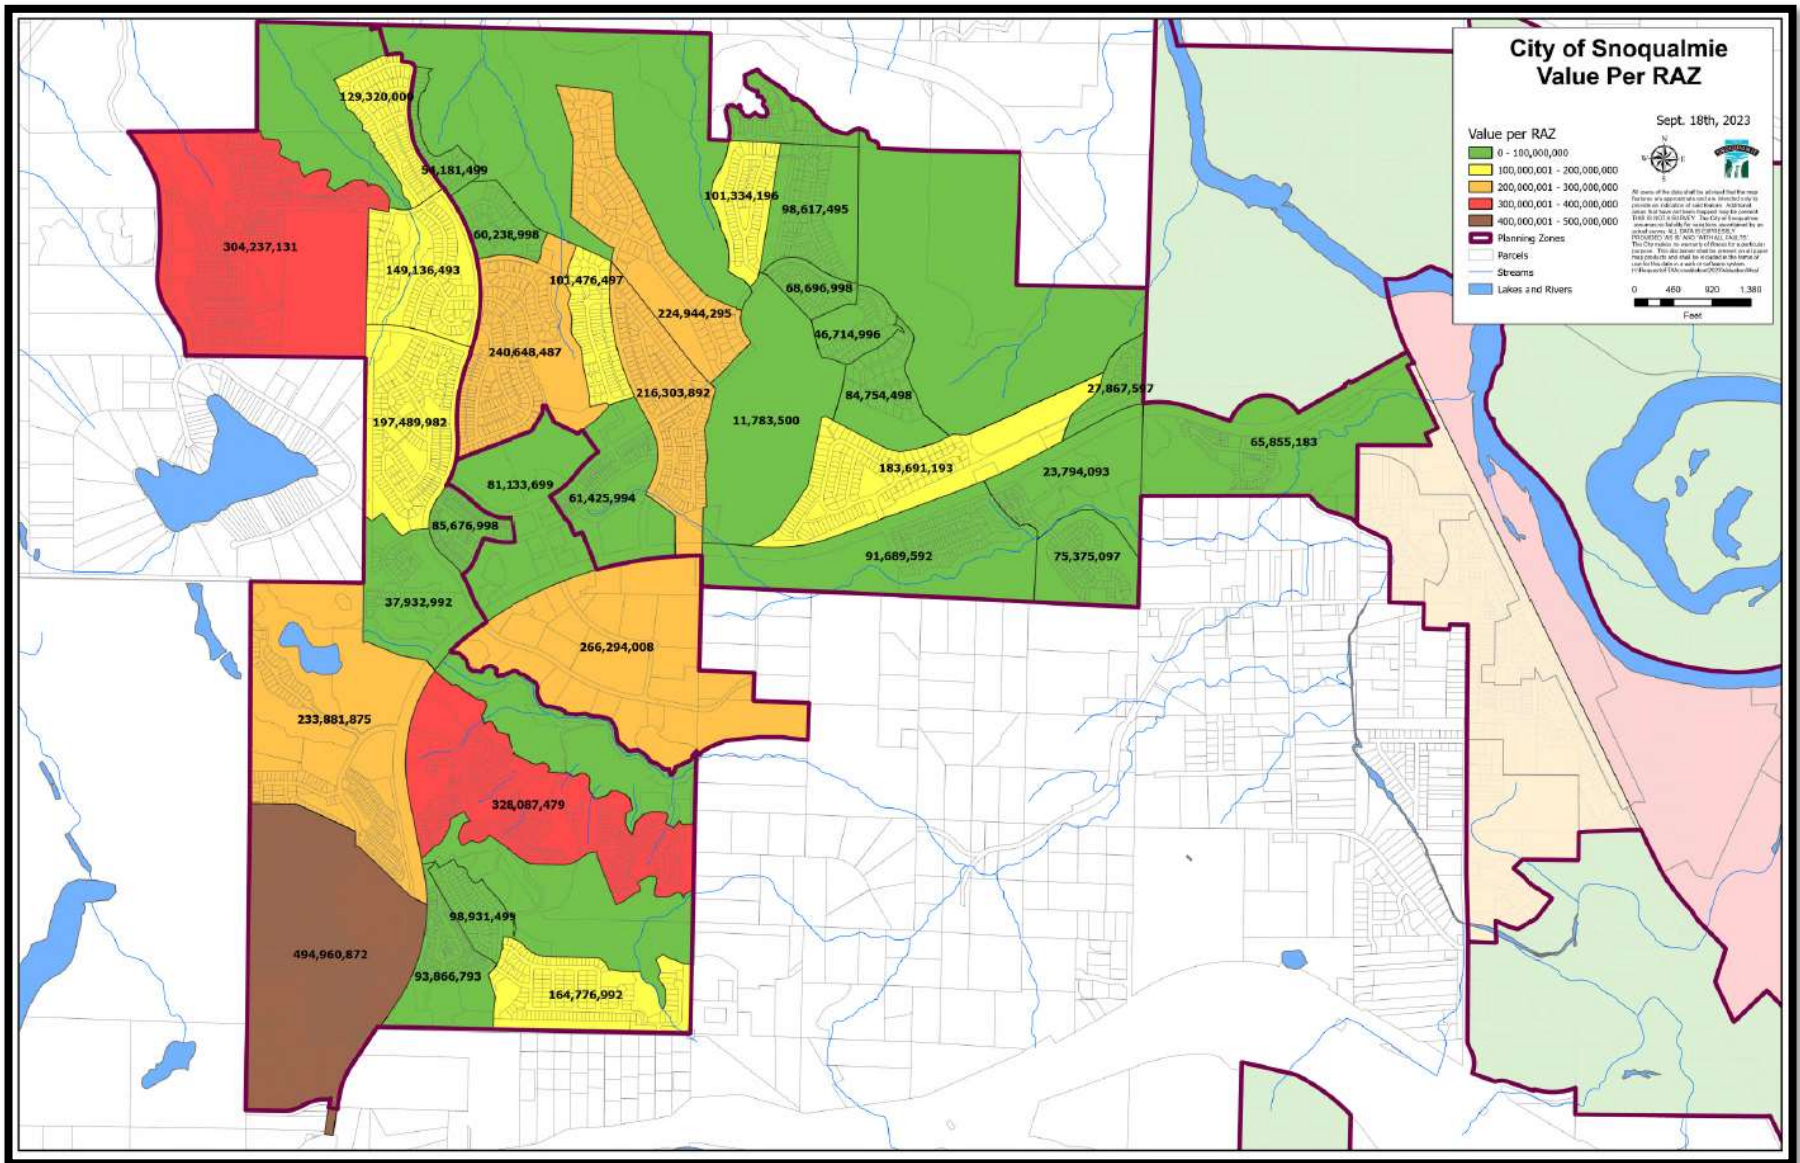 City of Snoqualmie
Value Per RAZ
Sept. 18th, 2023
Value per RAZ
0 - 100,000,000
100,000,001 - 200,000,000
200,000,001 - 300,000,000
300,000,001 - 400,000,000
400,000,001 - 500,000,000
Planning Zones
Parcels
Streams
Lakes and Rivers
N
W
E
S
0 460 920 1,380
Feet
129,320,000
54,181,499
101,334,196
98,617,495
304,237,131
60,238,998
149,136,493
101,476,497
68,696,998
224,944,295
46,714,996
240,648,487
216,303,892
84,754,498
27,867,597
197,489,982
11,783,500
65,855,183
183,691,193
23,794,093
81,133,699
61,425,994
85,676,998
91,689,592
75,375,097
37,932,992
266,294,008
233,881,875
328,087,479
98,931,499
494,960,872
93,866,793
164,776,992